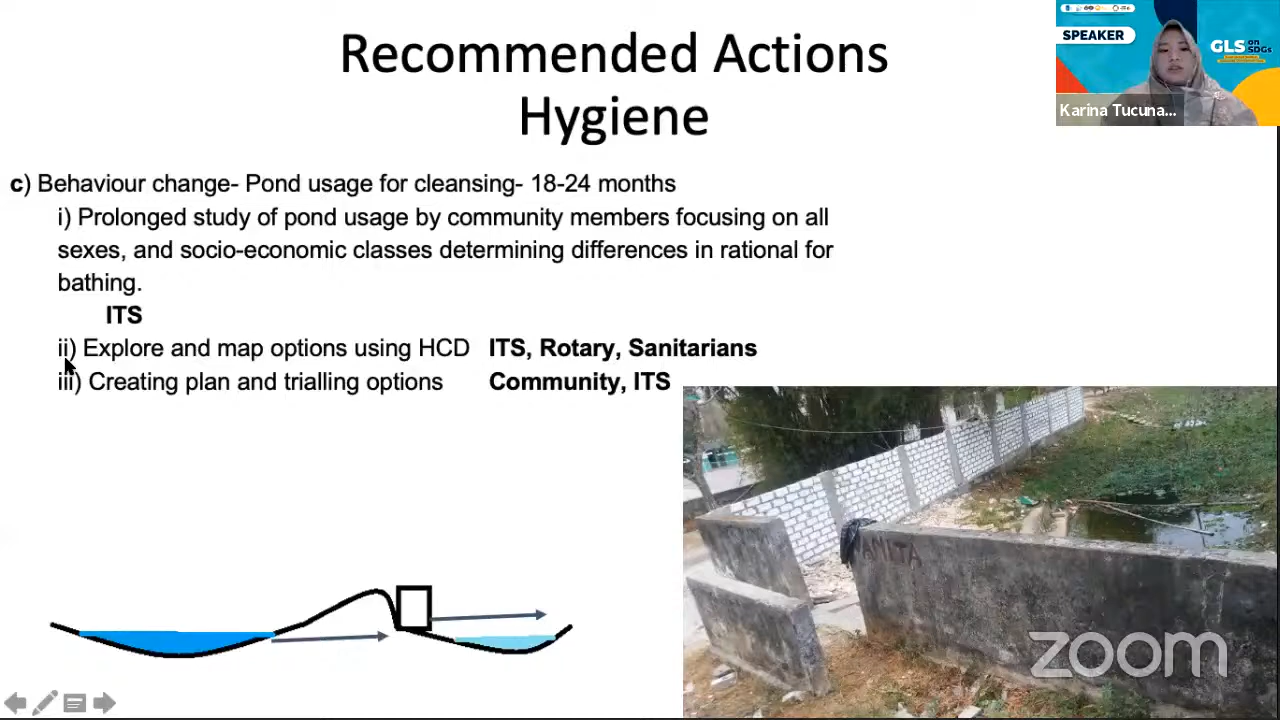 Recommended Actions
Hygiene
SPEAKER
GLS on SDGs
Karina Tucuna...
c) Behaviour change- Pond usage for cleansing- 18-24 months
i) Prolonged study of pond usage by community members focusing on all
sexes, and socio-economic classes determining differences in rational for
bathing.
ITS
ii) Explore and map options using HCD ITS, Rotary, Sanitarians
iii) Creating plan and trialling options Community, ITS
zoom